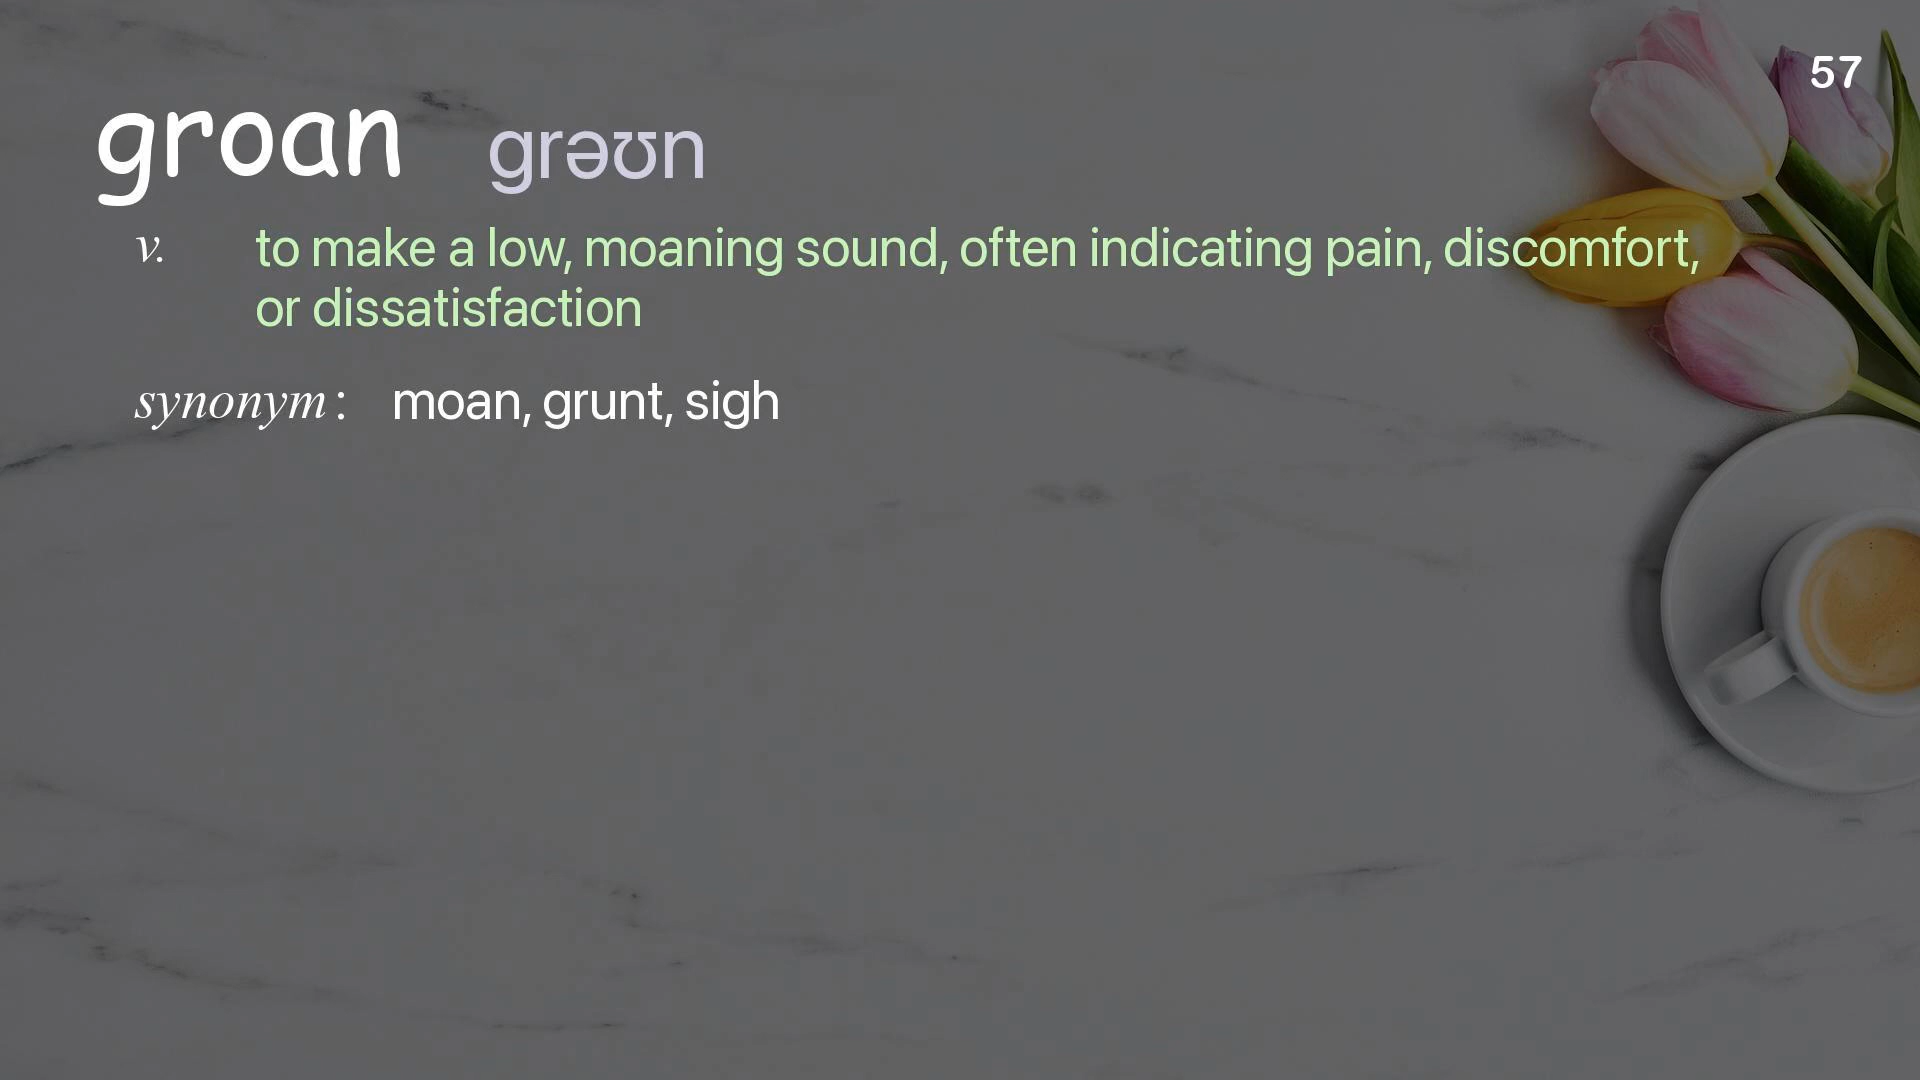 57
groan grəʊn
v. to make a low, moaning sound, often indicating pain, discomfort,
or dissatisfaction
synonym : moan, grunt, sigh